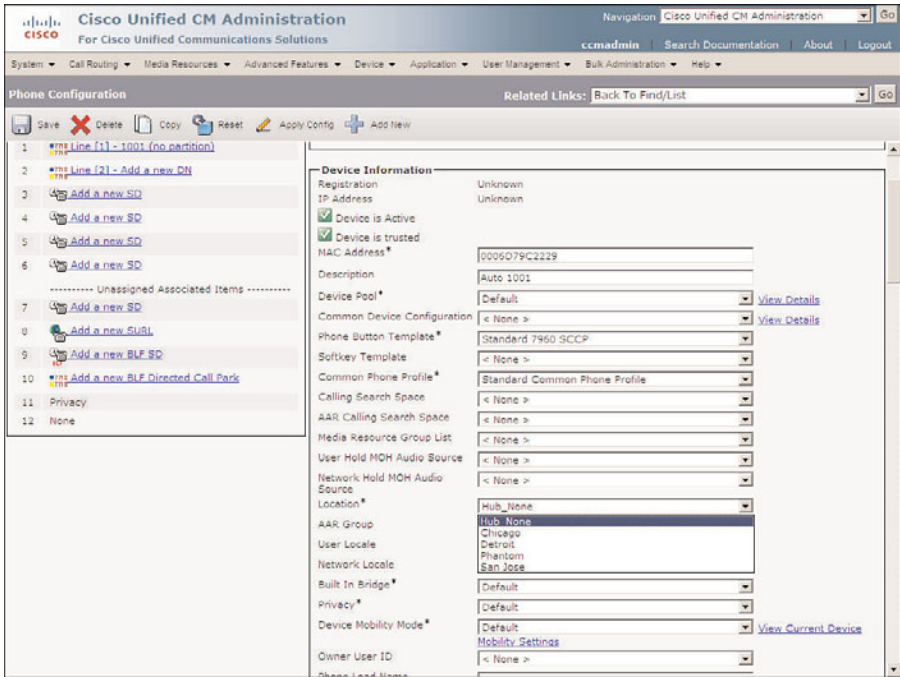 Cisco Unified CM Administration
For Cisco Unified Communications Solutions
CISCO
Navigation Cisco Unified CM Administration Go
ccmadmin Search Documentation About Logout
System Call Routing Media Resources Advanced Features Device Application User Management Bulk Administration Help
Phone Configuration
Related Links: Back To Find/List Go
Save Delete Copy Reset Apply Config Add New
1 Line [1] - 1001 (no partition)
2 Line [2] - Add a new DN
3 Add a new SD
4 Add a new SD
5 Add a new SD
6 Add a new SD
---------- Unassigned Associated Items ----------
7 Add a new SD
8 Add a new SURL
9 Add a new BLF SD
10 Add a new BLF Directed Call Park
11 Privacy
12 None
Device Information
Registration Unknown
IP Address Unknown
Device is Active
Device is trusted
MAC Address* 0006D79C2229
Description Auto 1001
Device Pool* Default View Details
Common Device Configuration < None > View Details
Phone Button Template* Standard 7960 SCCP
Softkey Template < None >
Common Phone Profile* Standard Common Phone Profile
Calling Search Space < None >
AAR Calling Search Space < None >
Media Resource Group List < None >
User Hold MOH Audio Source < None >
Network Hold MOH Audio Source < None >
Location* Hub_None
Hub_None
Chicago
Detroit
Phantom
San Jose
AAR Group
User Locale
Network Locale
Built In Bridge* Default
Privacy* Default
Device Mobility Mode* Default View Current Device
Mobility Settings
Owner User ID < None >
Phone Load Name